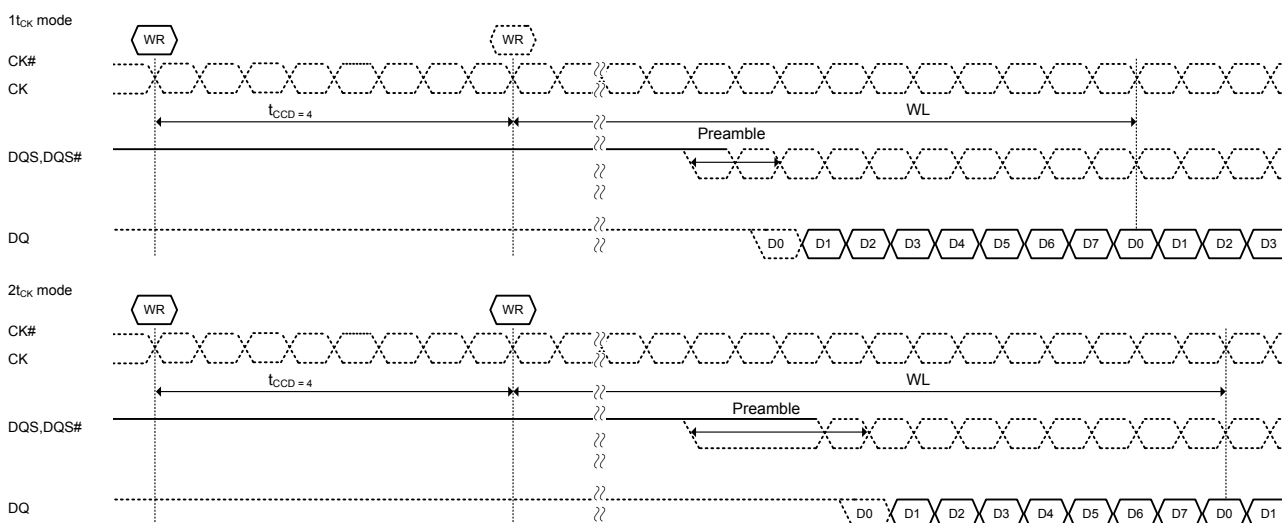 1tCK mode
WR WR
CK#
CK
tCCD = 4 WL
Preamble
DQS,DQS#
DQ D0 D1 D2 D3 D4 D5 D6 D7 D0 D1 D2 D3
2tCK mode
WR WR
CK#
CK
tCCD = 4 WL
Preamble
DQS,DQS#
DQ D0 D1 D2 D3 D4 D5 D6 D7 D0 D1